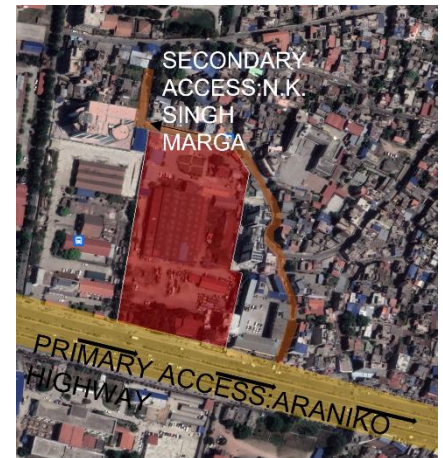 SECONDARY
ACCESS:N.K.
SINGH
MARGA
PRIMARY ACCESS:ARANIKO
HIGHWAY